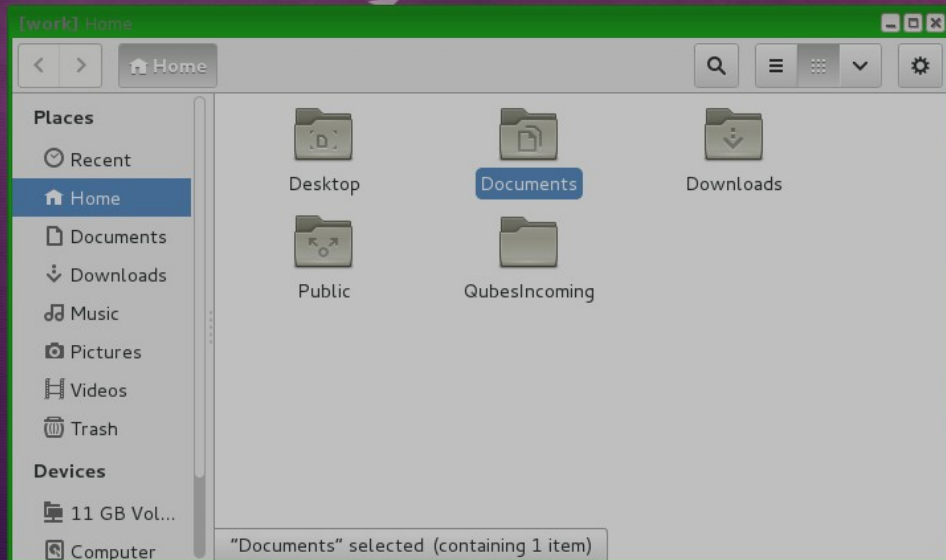 [work] Home
Home
Places
Recent
Home
Documents
Downloads
Music
Pictures
Videos
Trash
Devices
11 GB Vol...
Computer
Desktop
Documents
Downloads
Public
QubesIncoming
"Documents" selected (containing 1 item)